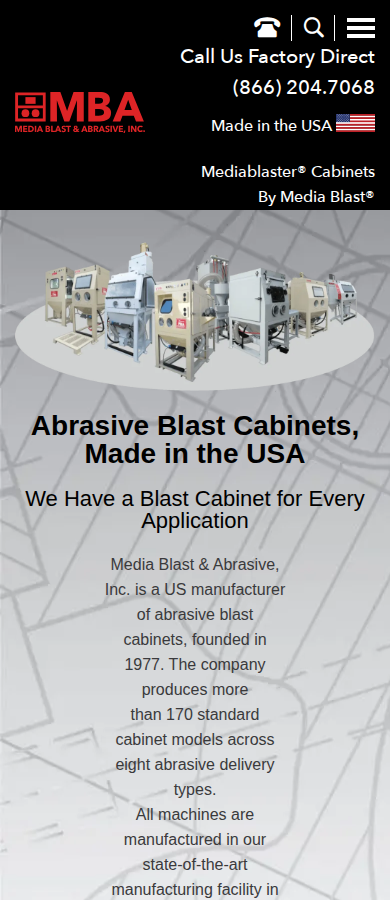 Call Us Factory Direct
(866) 204.7068
MBA
MEDIA BLAST & ABRASIVE, INC.
Made in the USA
Mediablaster® Cabinets
By Media Blast®
Abrasive Blast Cabinets,
Made in the USA
We Have a Blast Cabinet for Every
Application
Media Blast & Abrasive,
Inc. is a US manufacturer
of abrasive blast
cabinets, founded in
1977. The company
produces more
than 170 standard
cabinet models across
eight abrasive delivery
types.
All machines are
manufactured in our
state-of-the-art
manufacturing facility in